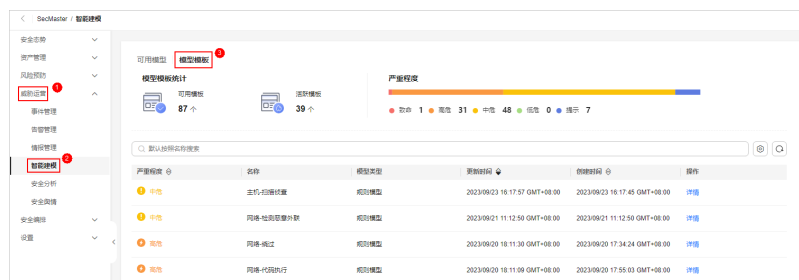 SecMaster / 智能建模
安全态势
资产管理
风险预防
威胁运营 1
事件管理
告警管理
情报管理
智能建模 2
安全分析
安全舆情
安全编排
设置
可用模型 模型模板 3
模型模板统计
可用模板
87 个
活跃模板
39 个
严重程度
致命 1 高危 31 中危 48 低危 0 提示 7
默认按照名称搜索
严重程度 名称 模型类型 更新时间 创建时间 操作
中危 主机-扫描侦查 规则模型 2023/09/23 16:17:57 GMT+08:00 2023/09/23 16:17:45 GMT+08:00 详情
中危 网络-检测恶意外联 规则模型 2023/09/21 11:12:50 GMT+08:00 2023/09/21 11:12:50 GMT+08:00 详情
高危 网络-绕过 规则模型 2023/09/20 18:11:30 GMT+08:00 2023/09/20 17:34:24 GMT+08:00 详情
高危 网络-代码执行 规则模型 2023/09/20 18:11:09 GMT+08:00 2023/09/20 17:55:03 GMT+08:00 详情